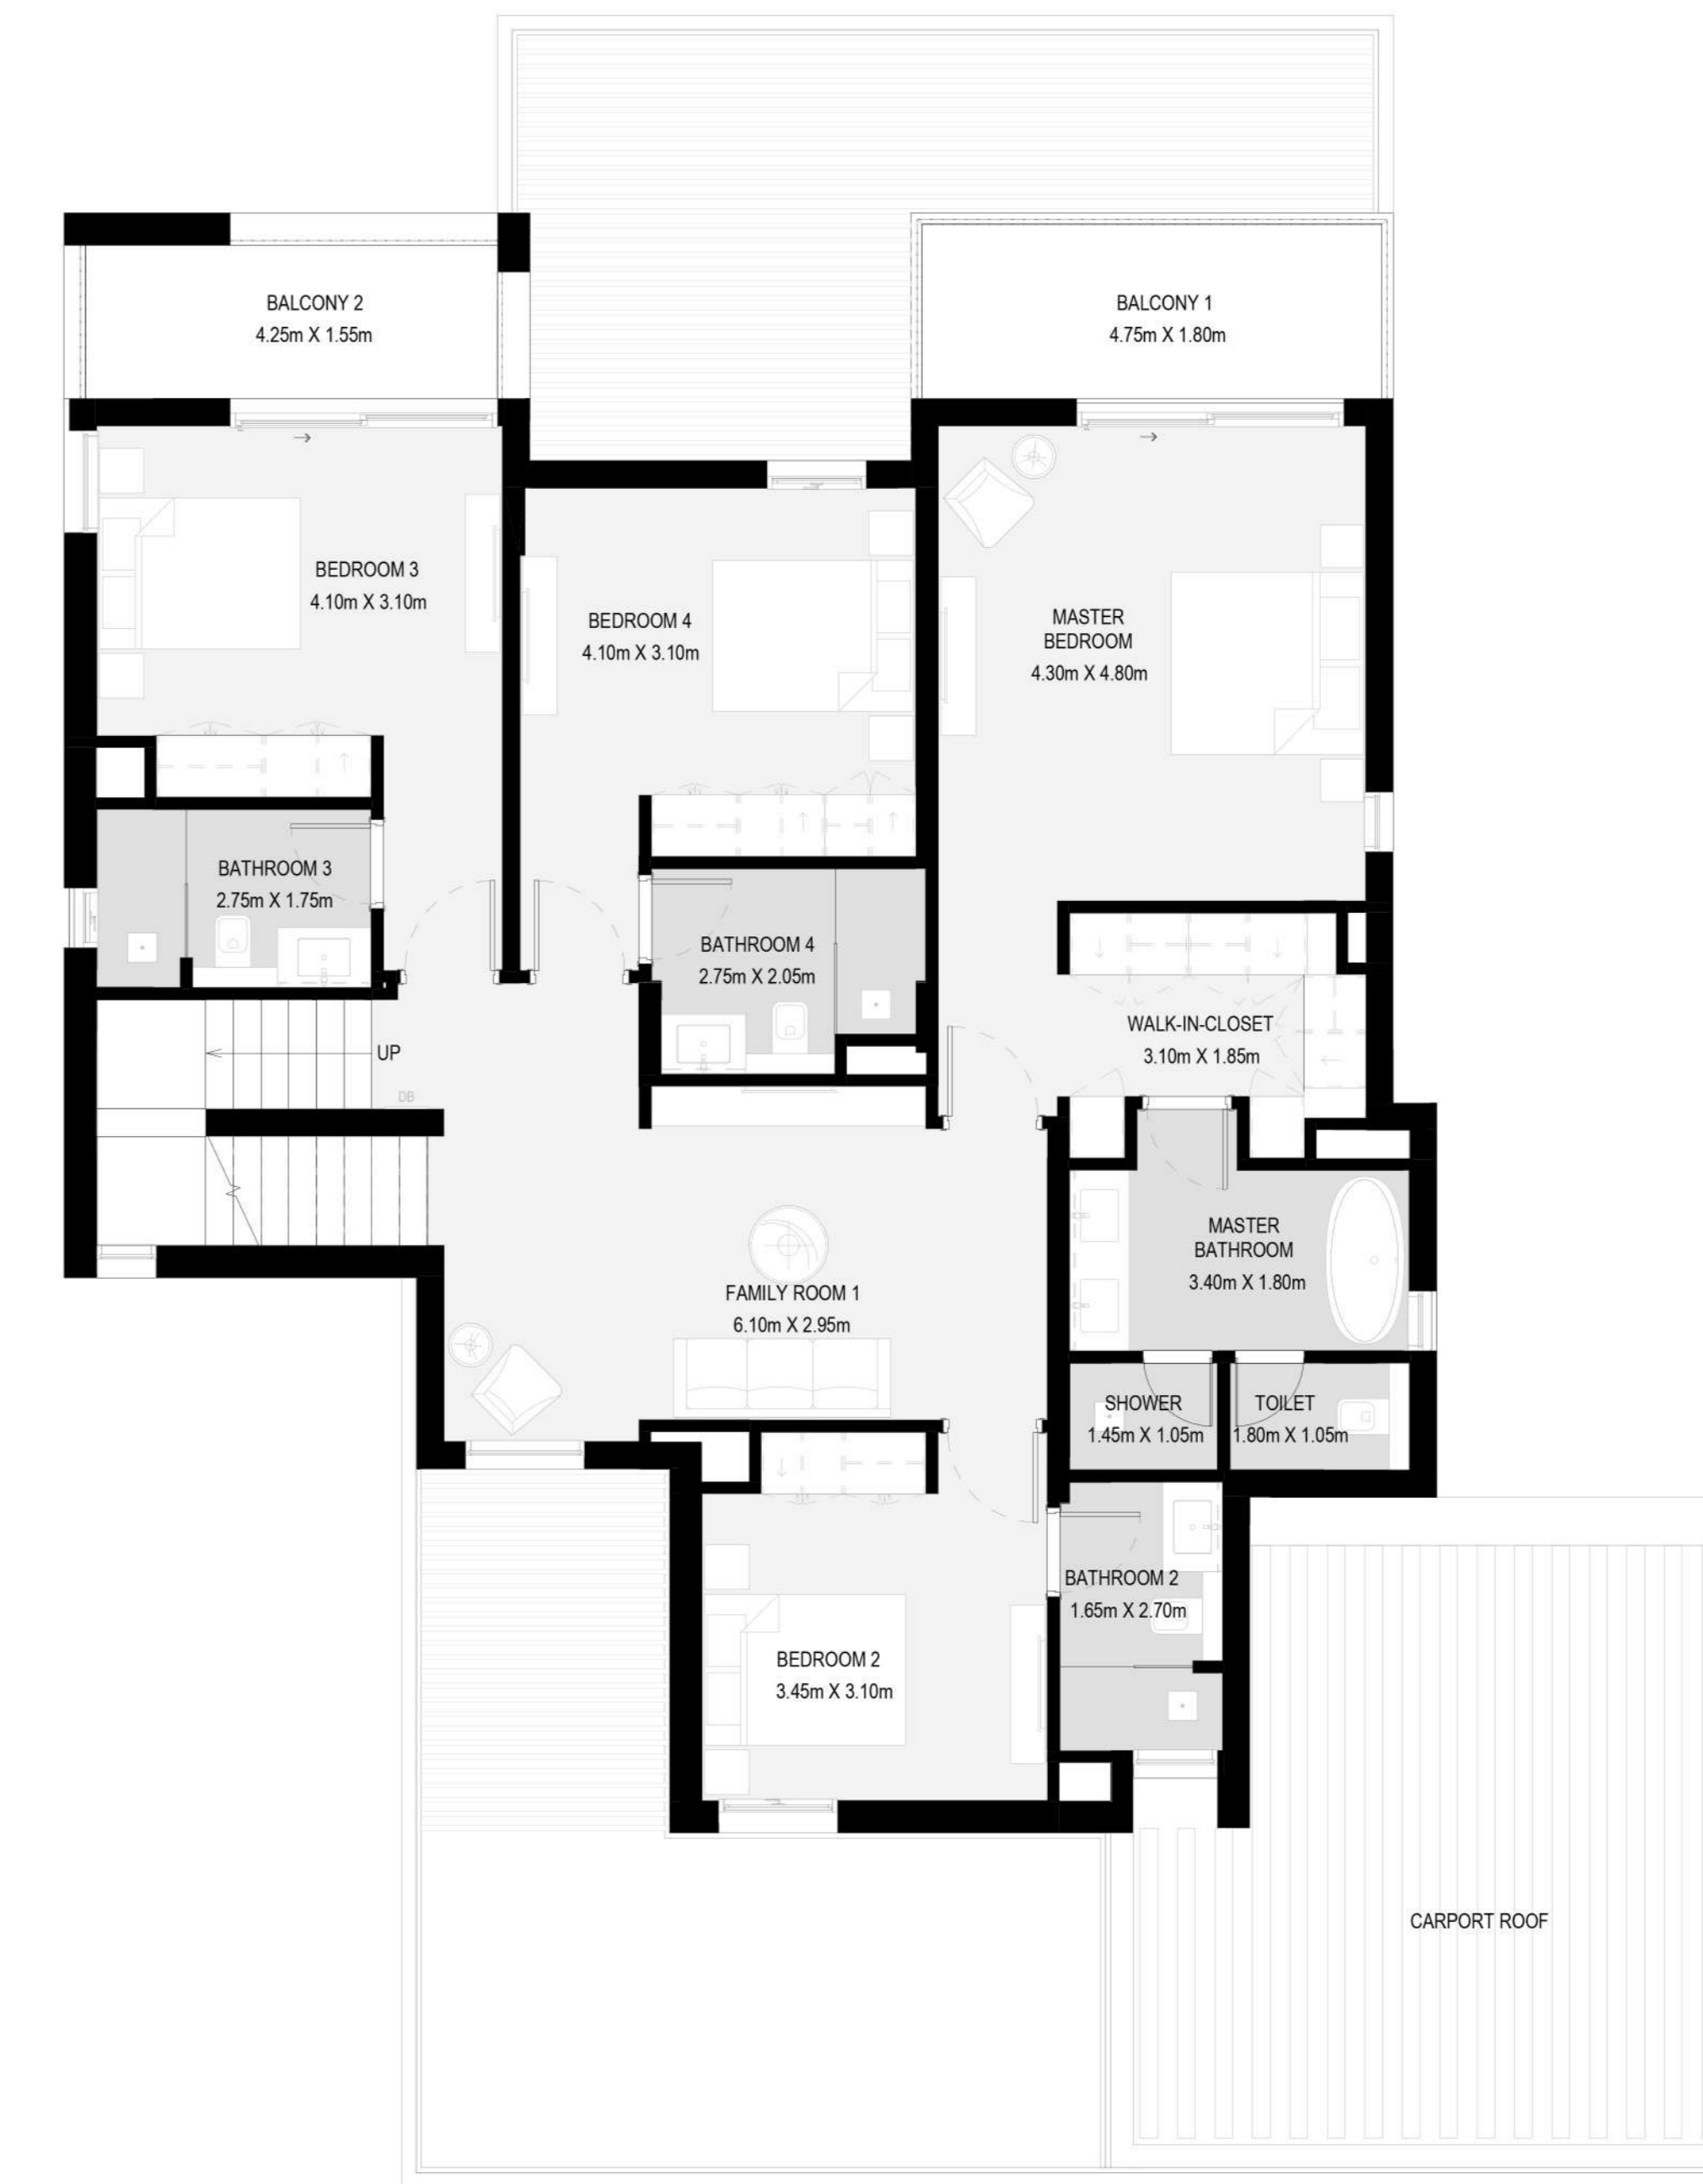 BALCONY 2
4.25m X 1.55m
BALCONY 1
4.75m X 1.80m
BEDROOM 3
4.10m X 3.10m
BEDROOM 4
4.10m X 3.10m
MASTER
BEDROOM
4.30m X 4.80m
BATHROOM 3
2.75m X 1.75m
BATHROOM 4
2.75m X 2.05m
WALK-IN-CLOSET
3.10m X 1.85m
UP
DB
MASTER
BATHROOM
3.40m X 1.80m
FAMILY ROOM 1
6.10m X 2.95m
SHOWER
1.45m X 1.05m
TOILET
1.80m X 1.05m
BATHROOM 2
1.65m X 2.70m
BEDROOM 2
3.45m X 3.10m
CARPORT ROOF